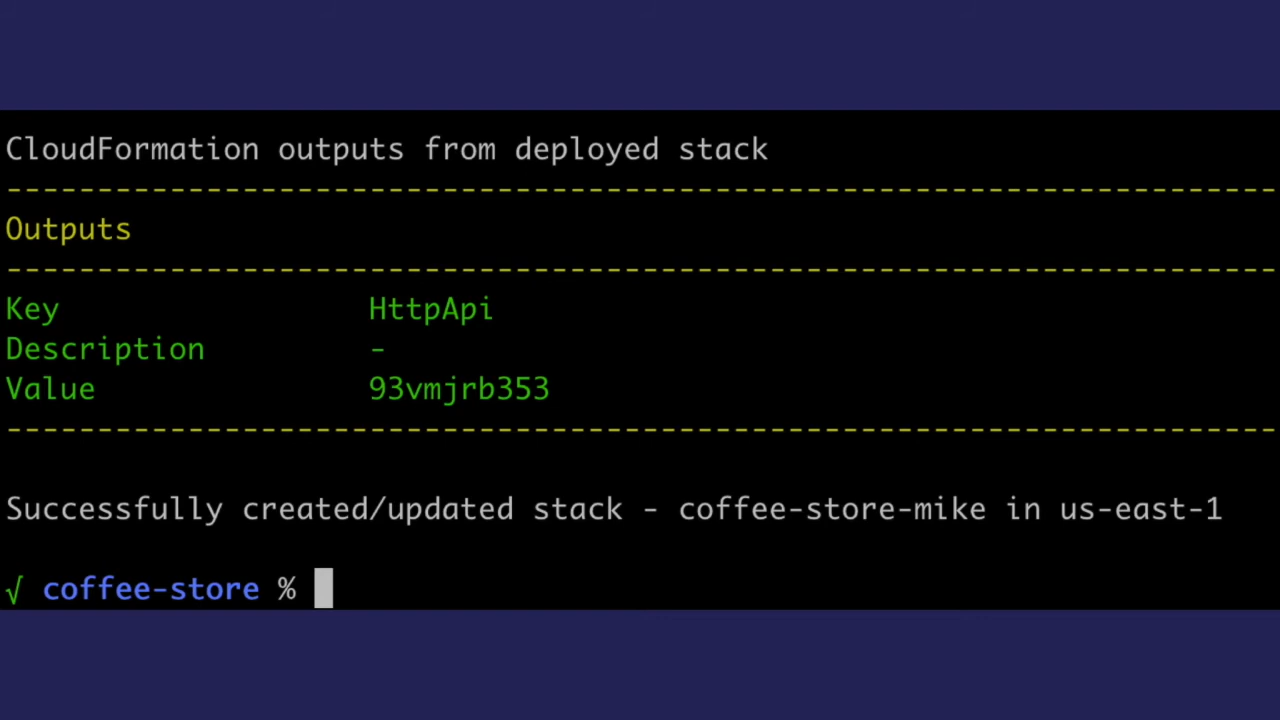 CloudFormation outputs from deployed stack
----------------------------------------------------------------------
Outputs
----------------------------------------------------------------------
Key HttpApi
Description -
Value 93vmjrb353
----------------------------------------------------------------------
Successfully created/updated stack - coffee-store-mike in us-east-1
√ coffee-store %